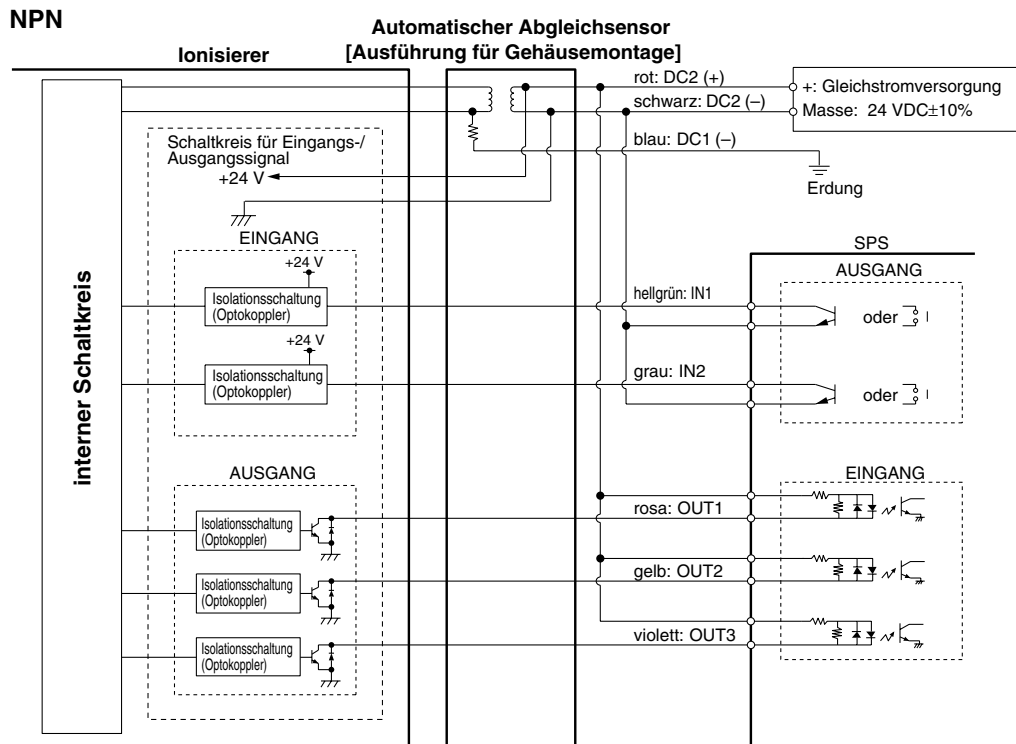 NPN
Automatischer Abgleichsensor
[Ausführung für Gehäusemontage]
Ionisierer
rot: DC2 (+)
+: Gleichstromversorgung
schwarz: DC2 (–)
Masse: 24 VDC±10%
blau: DC1 (–)
Erdung
Schaltkreis für Eingangs-/
Ausgangssignal
+24 V
EINGANG
+24 V
Isolationsschaltung
(Optokoppler)
+24 V
Isolationsschaltung
(Optokoppler)
interner Schaltkreis
hellgrün: IN1
grau: IN2
SPS
AUSGANG
oder
oder
AUSGANG
Isolationsschaltung
(Optokoppler)
Isolationsschaltung
(Optokoppler)
Isolationsschaltung
(Optokoppler)
rosa: OUT1
gelb: OUT2
violett: OUT3
EINGANG